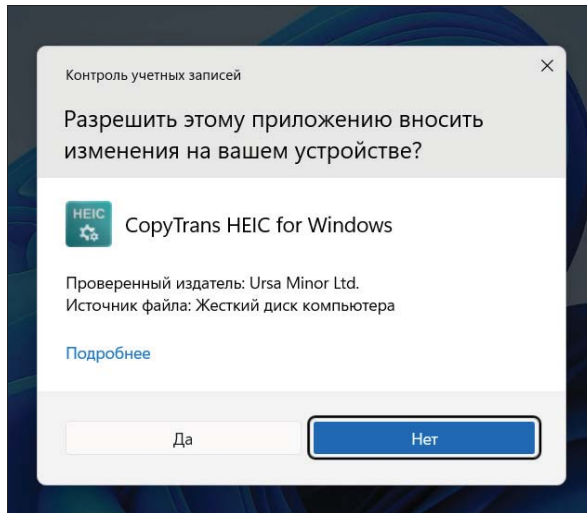 Контроль учетных записей
Разрешить этому приложению вносить
изменения на вашем устройстве?
HEIC
CopyTrans HEIC for Windows
Проверенный издатель: Ursa Minor Ltd.
Источник файла: Жесткий диск компьютера
Подробнее
Да
Нет